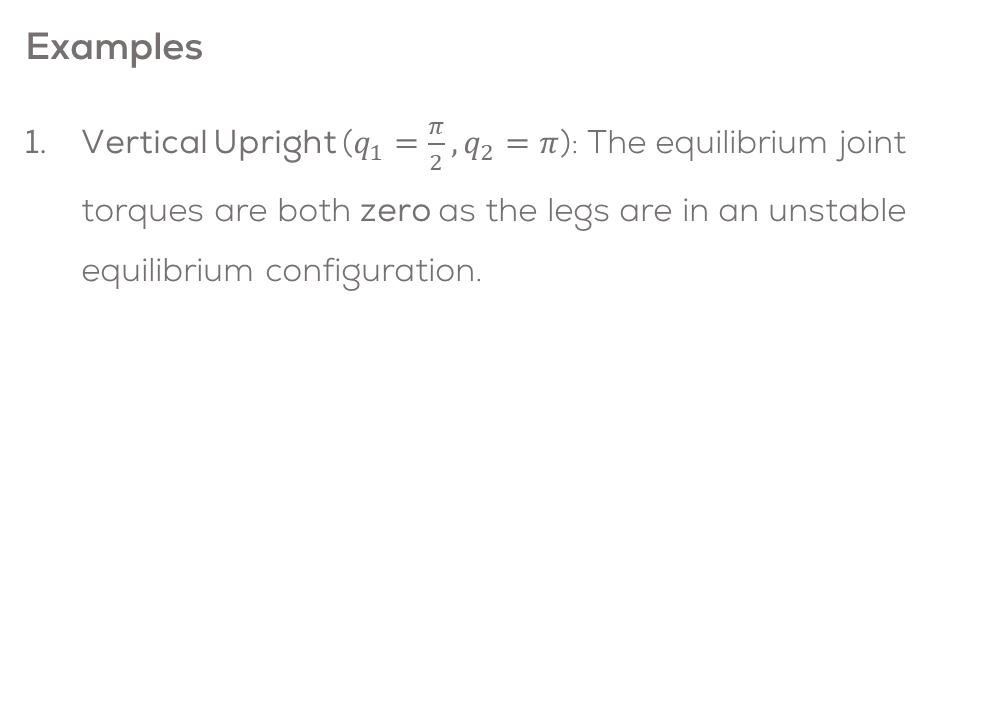 Examples
1. Vertical Upright (q₁ = π/2, q₂ = π): The equilibrium joint
torques are both zero as the legs are in an unstable
equilibrium configuration.